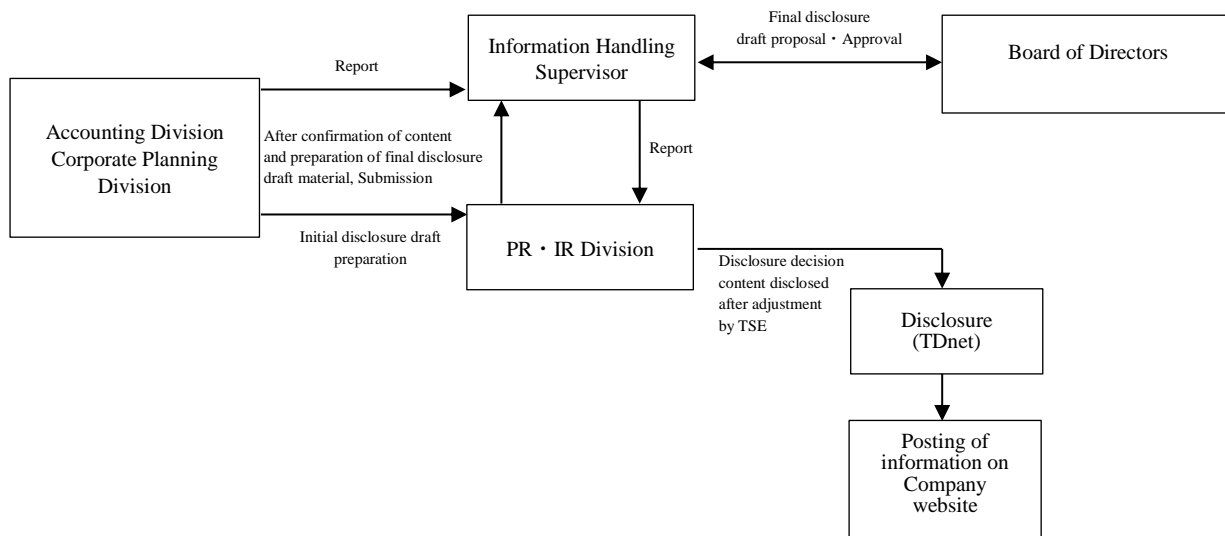 Final disclosure
draft proposal・Approval
Information Handling
Supervisor
Board of Directors
Report
Accounting Division
Corporate Planning
Division
After confirmation of content
and preparation of final disclosure
draft material, Submission
Report
Initial disclosure draft
preparation
PR・IR Division
Disclosure decision
content disclosed
after adjustment
by TSE
Disclosure
(TDnet)
Posting of
information on
Company
website